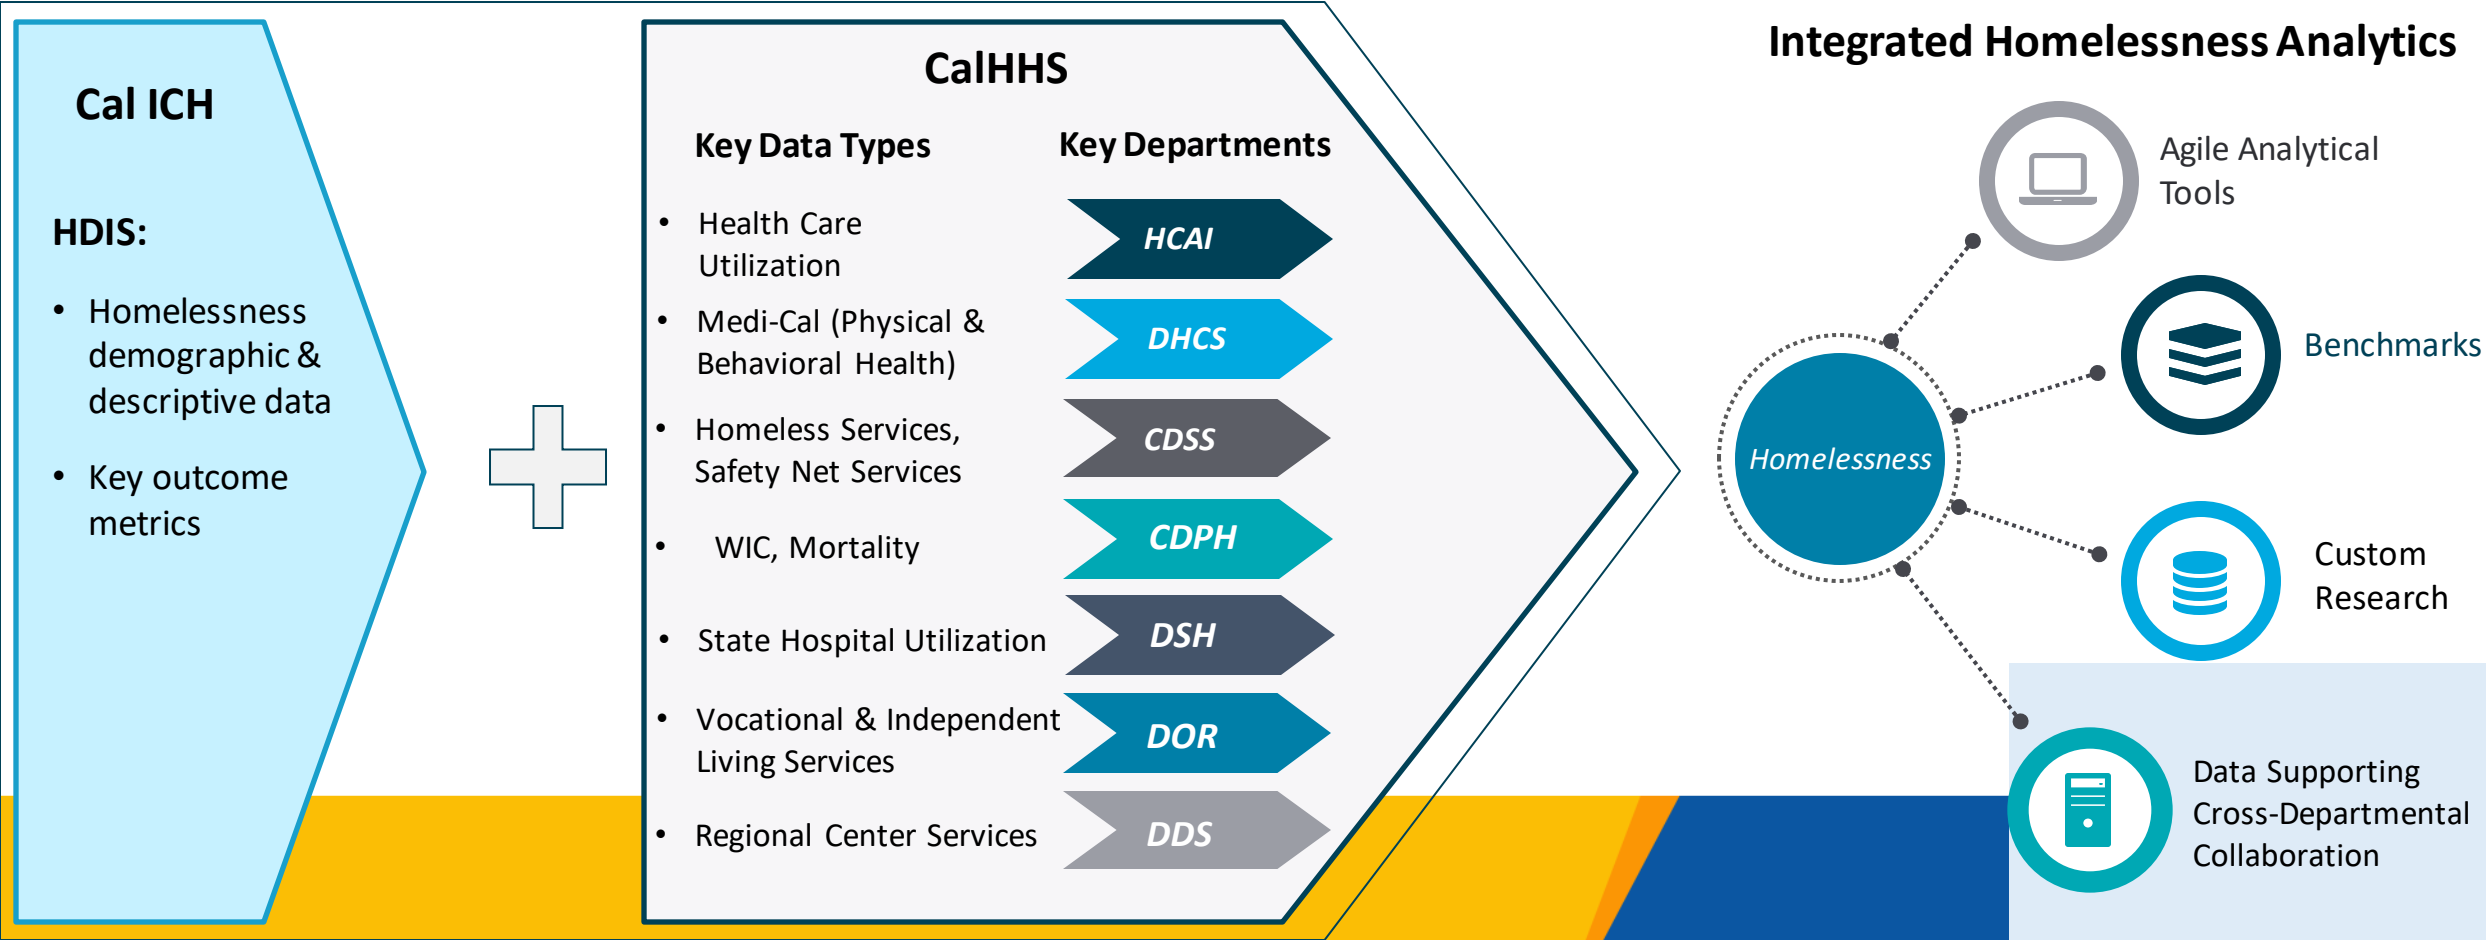 Cal ICH
HDIS:
• Homelessness
demographic &
descriptive data
• Key outcome
metrics
CalHHS
Key Data Types
Key Departments
• Health Care
Utilization
HCAI
• Medi-Cal (Physical &
Behavioral Health)
DHCS
• Homeless Services,
Safety Net Services
CDSS
• WIC, Mortality
CDPH
• State Hospital Utilization
DSH
• Vocational & Independent
Living Services
DOR
• Regional Center Services
DDS
Integrated Homelessness Analytics
Homelessness
Agile Analytical
Tools
Benchmarks
Custom
Research
Data Supporting
Cross-Departmental
Collaboration